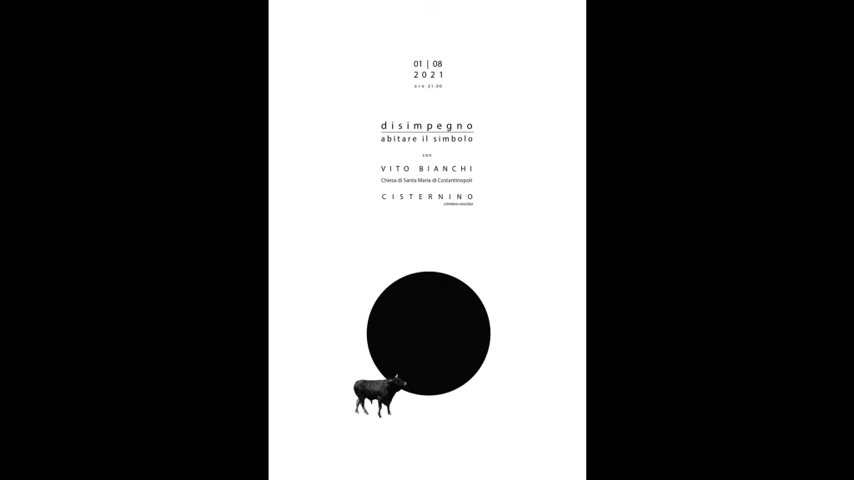 01 | 08
2021
ore 21.00
disimpegno
abitare il simbolo
con
VITO BIANCHI
Chiesa di Santa Maria di Costantinopoli
CISTERNINO